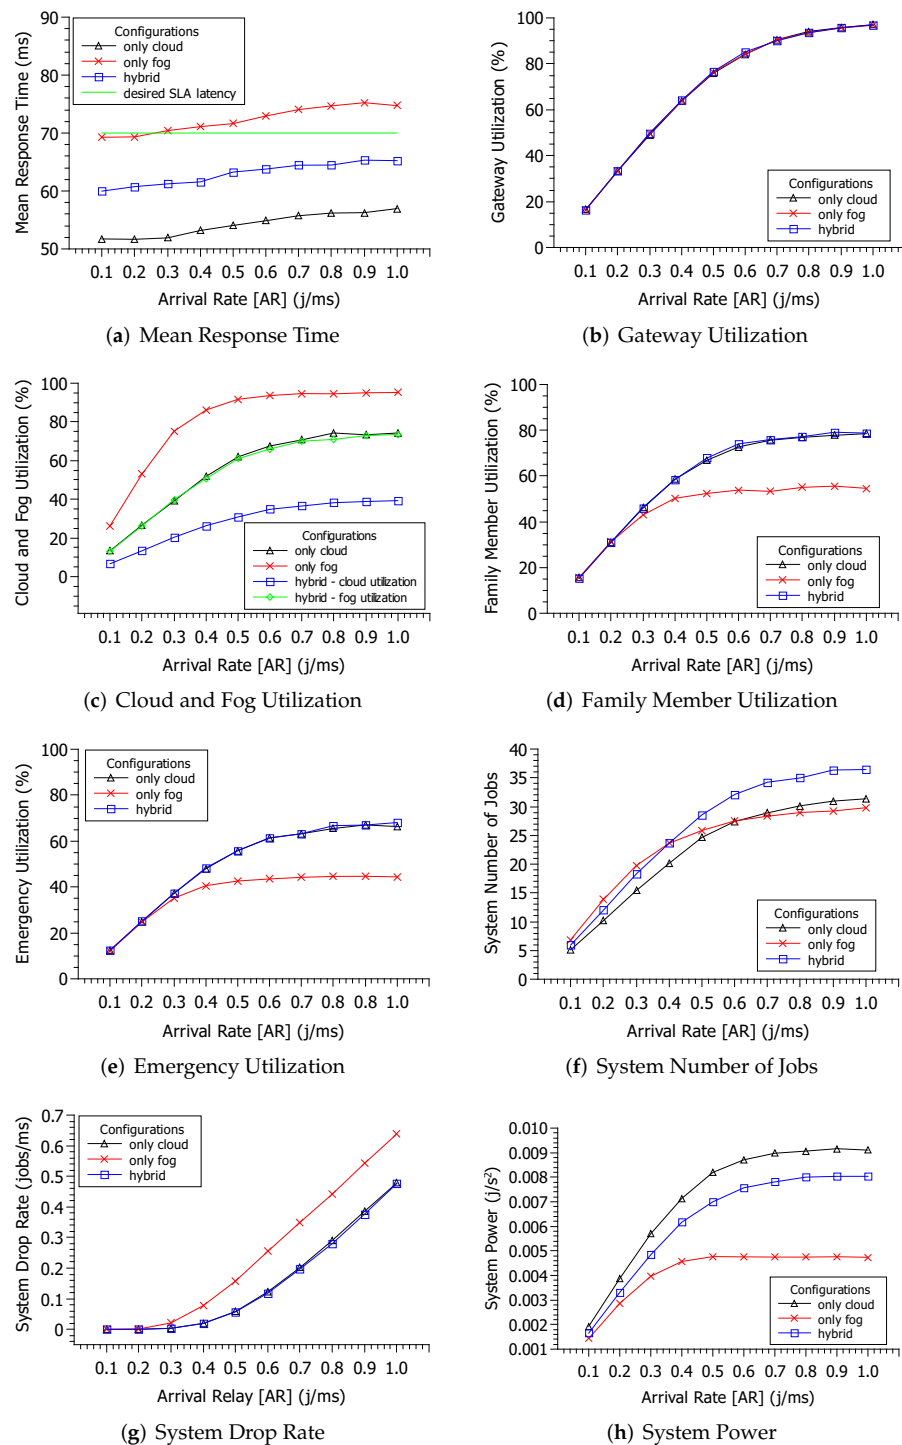 90
80
70
60
50
Mean Response Time (ms)
Configurations
only cloud
only fog
hybrid
desired SLA latency
0.1 0.2 0.3 0.4 0.5 0.6 0.7 0.8 0.9 1.0
Arrival Rate [AR] (j/ms)
(a) Mean Response Time
100
80
60
40
20
0
Gateway Utilization (%)
Configurations
only cloud
only fog
hybrid
0.1 0.2 0.3 0.4 0.5 0.6 0.7 0.8 0.9 1.0
Arrival Rate [AR] (j/ms)
(b) Gateway Utilization
100
80
60
40
20
0
Cloud and Fog Utilization (%)
Configurations
only cloud
only fog
hybrid - cloud utilization
hybrid - fog utilization
0.1 0.2 0.3 0.4 0.5 0.6 0.7 0.8 0.9 1.0
Arrival Rate [AR] (j/ms)
(c) Cloud and Fog Utilization
100
80
60
40
20
0
Family Member Utilization (%)
Configurations
only cloud
only fog
hybrid
0.1 0.2 0.3 0.4 0.5 0.6 0.7 0.8 0.9 1.0
Arrival Rate [AR] (j/ms)
(d) Family Member Utilization
100
80
60
40
20
0
Emergency Utilization (%)
Configurations
only cloud
only fog
hybrid
0.1 0.2 0.3 0.4 0.5 0.6 0.7 0.8 0.9 1.0
Arrival Rate [AR] (j/ms)
(e) Emergency Utilization
40
35
30
25
20
15
10
5
0
System Number of Jobs
Configurations
only cloud
only fog
hybrid
0.1 0.2 0.3 0.4 0.5 0.6 0.7 0.8 0.9 1.0
Arrival Rate [AR] (j/ms)
(f) System Number of Jobs
0.7
0.6
0.5
0.4
0.3
0.2
0.1
0
System Drop Rate (jobs/ms)
Configurations
only cloud
only fog
hybrid
0.1 0.2 0.3 0.4 0.5 0.6 0.7 0.8 0.9 1.0
Arrival Relay [AR] (j/ms)
(g) System Drop Rate
0.010
0.009
0.008
0.006
0.005
0.004
0.002
0.001
System Power (j/s²)
Configurations
only cloud
only fog
hybrid
0.1 0.2 0.3 0.4 0.5 0.6 0.7 0.8 0.9 1.0
Arrival Rate [AR] (j/ms)
(h) System Power